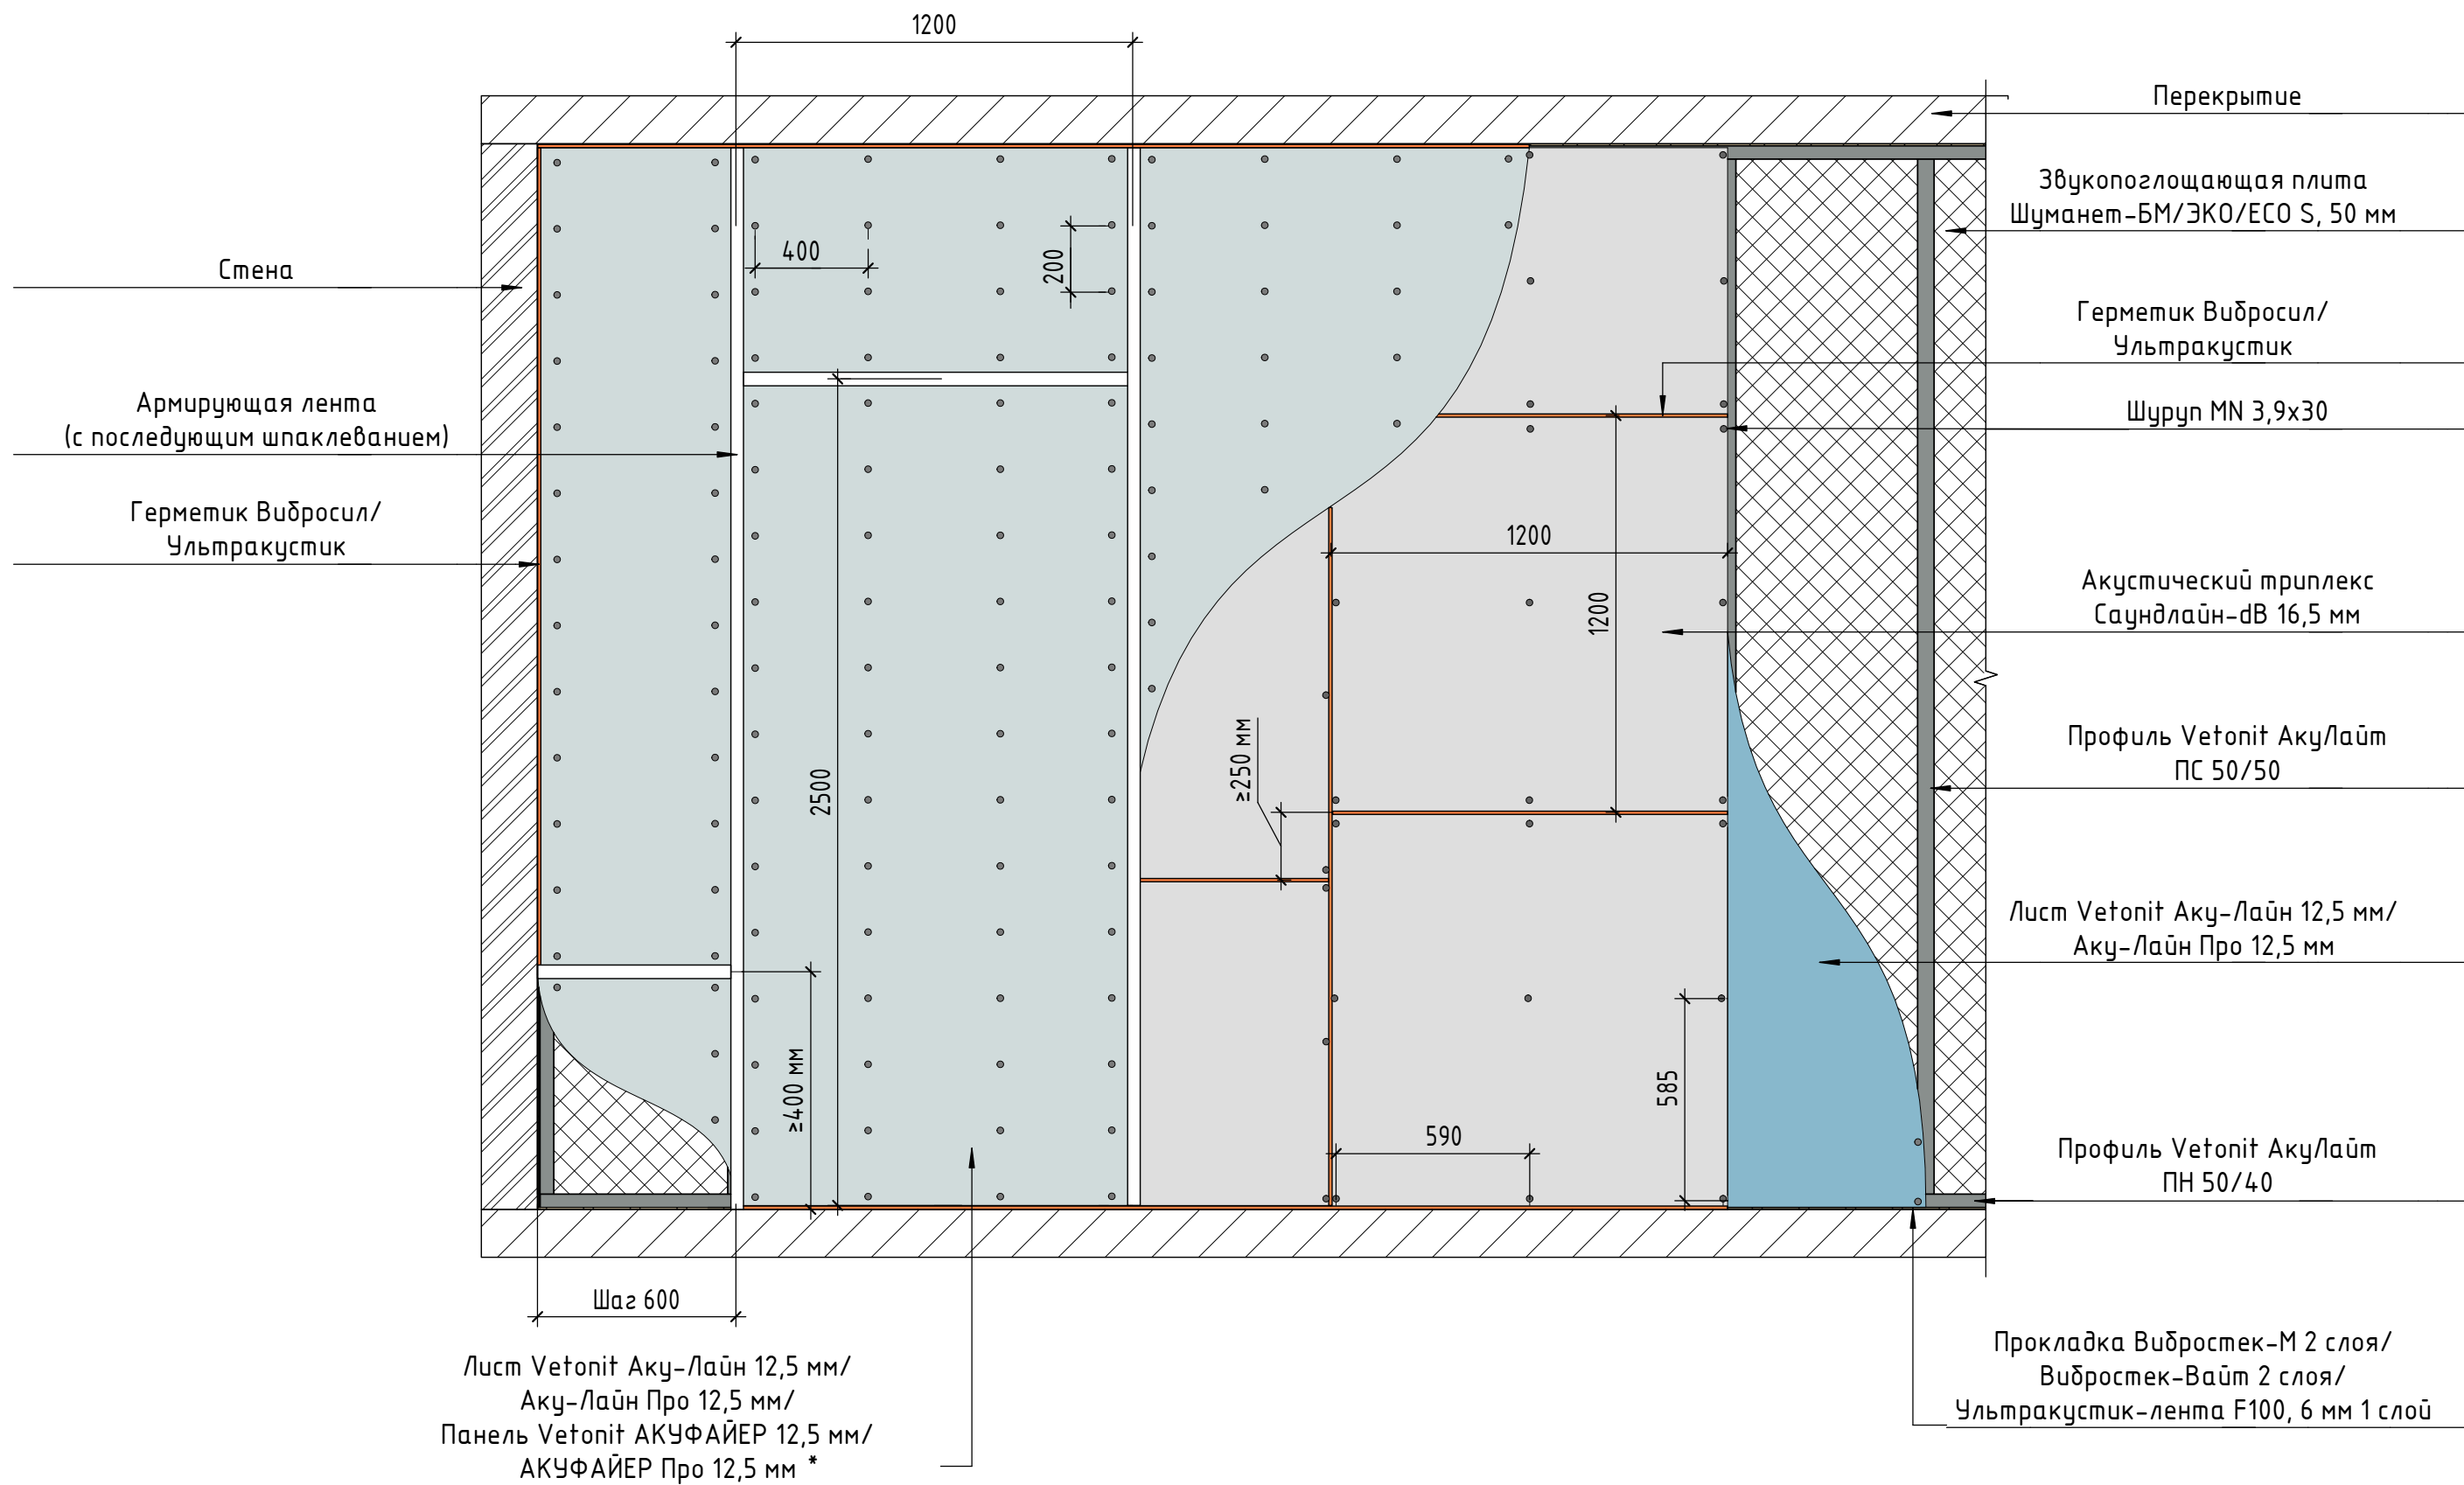 1200
Перекрытие
Звукопоглощающая плита
Шуманет-БМ/ЭКО/ECO S, 50 мм
Стена
400
200
Герметик Вибросил/
Ультракустик
Армирующая лента
(с последующим шпаклеванием)
Шуруп MN 3,9х30
Герметик Вибросил/
Ультракустик
1200
1200
Акустический триплекс
Саундлайн-dB 16,5 мм
2500
≥250 мм
Профиль Vetonit АкуЛайт
ПС 50/50
Лист Vetonit Аку-Лайн 12,5 мм/
Аку-Лайн Про 12,5 мм
≥400 мм
590
585
Профиль Vetonit АкуЛайт
ПН 50/40
Шаг 600
Лист Vetonit Аку-Лайн 12,5 мм/
Аку-Лайн Про 12,5 мм/
Панель Vetonit АКУФАЙЕР 12,5 мм/
АКУФАЙЕР Про 12,5 мм *
Прокладка Вибростек-М 2 слоя/
Вибростек-Вайт 2 слоя/
Ультракустик-лента F100, 6 мм 1 слой